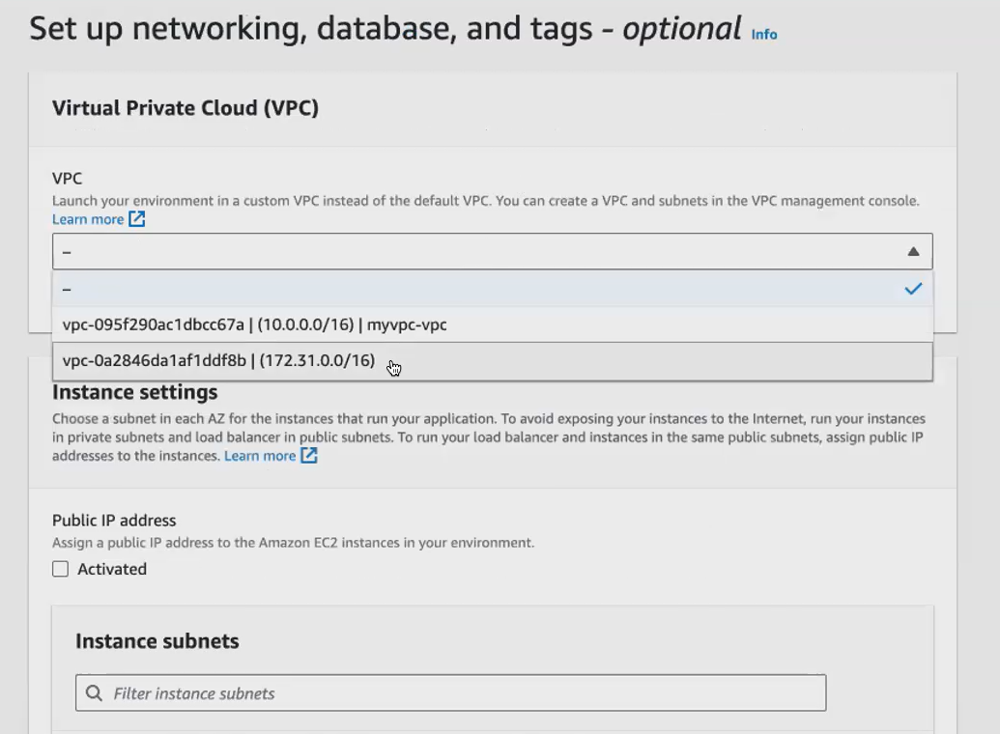 Set up networking, database, and tags - optional Info
Virtual Private Cloud (VPC)
VPC
Launch your environment in a custom VPC instead of the default VPC. You can create a VPC and subnets in the VPC management console.
Learn more
–
–
vpc-095f290ac1dbcc67a | (10.0.0.0/16) | myvpc-vpc
vpc-0a2846da1af1ddf8b | (172.31.0.0/16)
Instance settings
Choose a subnet in each AZ for the instances that run your application. To avoid exposing your instances to the Internet, run your instances
in private subnets and load balancer in public subnets. To run your load balancer and instances in the same public subnets, assign public IP
addresses to the instances. Learn more
Public IP address
Assign a public IP address to the Amazon EC2 instances in your environment.
Activated
Instance subnets
Filter instance subnets